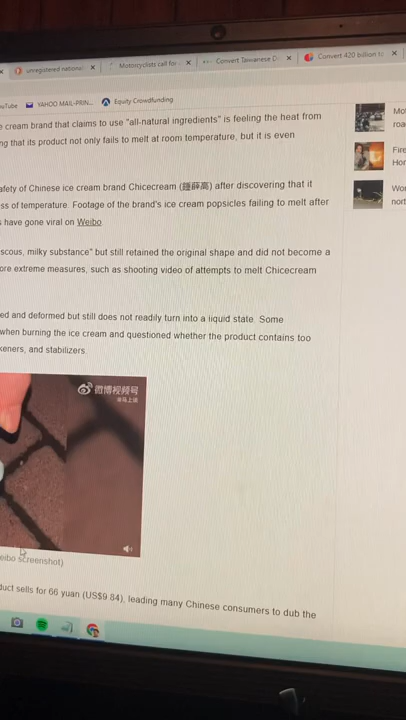 unregistered national
Motorcyclists call for
Convert Taiwanese D
Convert 420 billion to
YouTube
YAHOO MAIL-PRIN...
Equity Crowdfunding
e cream brand that claims to use "all-natural ingredients" is feeling the heat from
ng that its product not only fails to melt at room temperature, but it is even
afety of Chinese ice cream brand Chicecream (鍾薛高) after discovering that it
ss of temperature. Footage of the brand's ice cream popsicles failing to melt after
s have gone viral on Weibo.
scous, milky substance" but still retained the original shape and did not become a
ore extreme measures, such as shooting video of attempts to melt Chicecream
ed and deformed but still does not readily turn into a liquid state. Some
when burning the ice cream and questioned whether the product contains too
keners, and stabilizers.
微博视频号
eibo screenshot)
duct sells for 66 yuan (US$9.84), leading many Chinese consumers to dub the
Mot
roa
Fire
Hor
Wor
nort